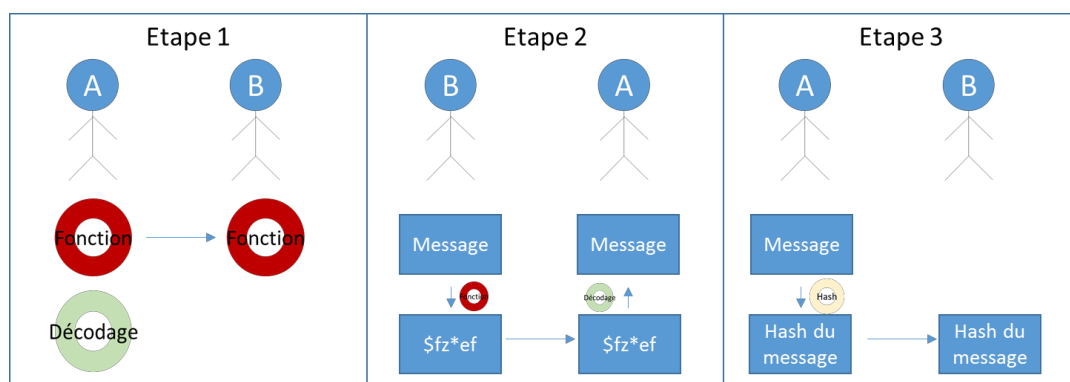 Etape 1
A
B
Fonction
Fonction
Décodage
Etape 2
B
A
Message
Message
Fonction
Décodage
$fz*ef
$fz*ef
Etape 3
A
B
Message
Hash
Hash du
message
Hash du
message